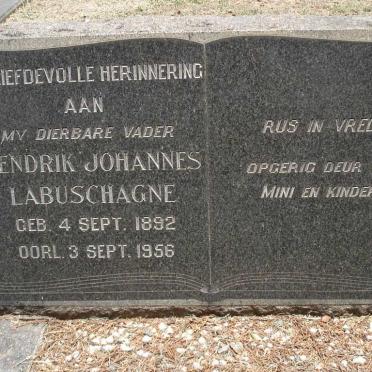 IEFDEVOLLE HERINNERING
AAN
MY DIERBARE VADER
ENDRIK JOHANNES
LABUSCHAGNE
GEB. 4 SEPT. 1892
OORL. 3 SEPT. 1956
RUS IN VRED
OPGERIG DEUR
MINI EN KINDER